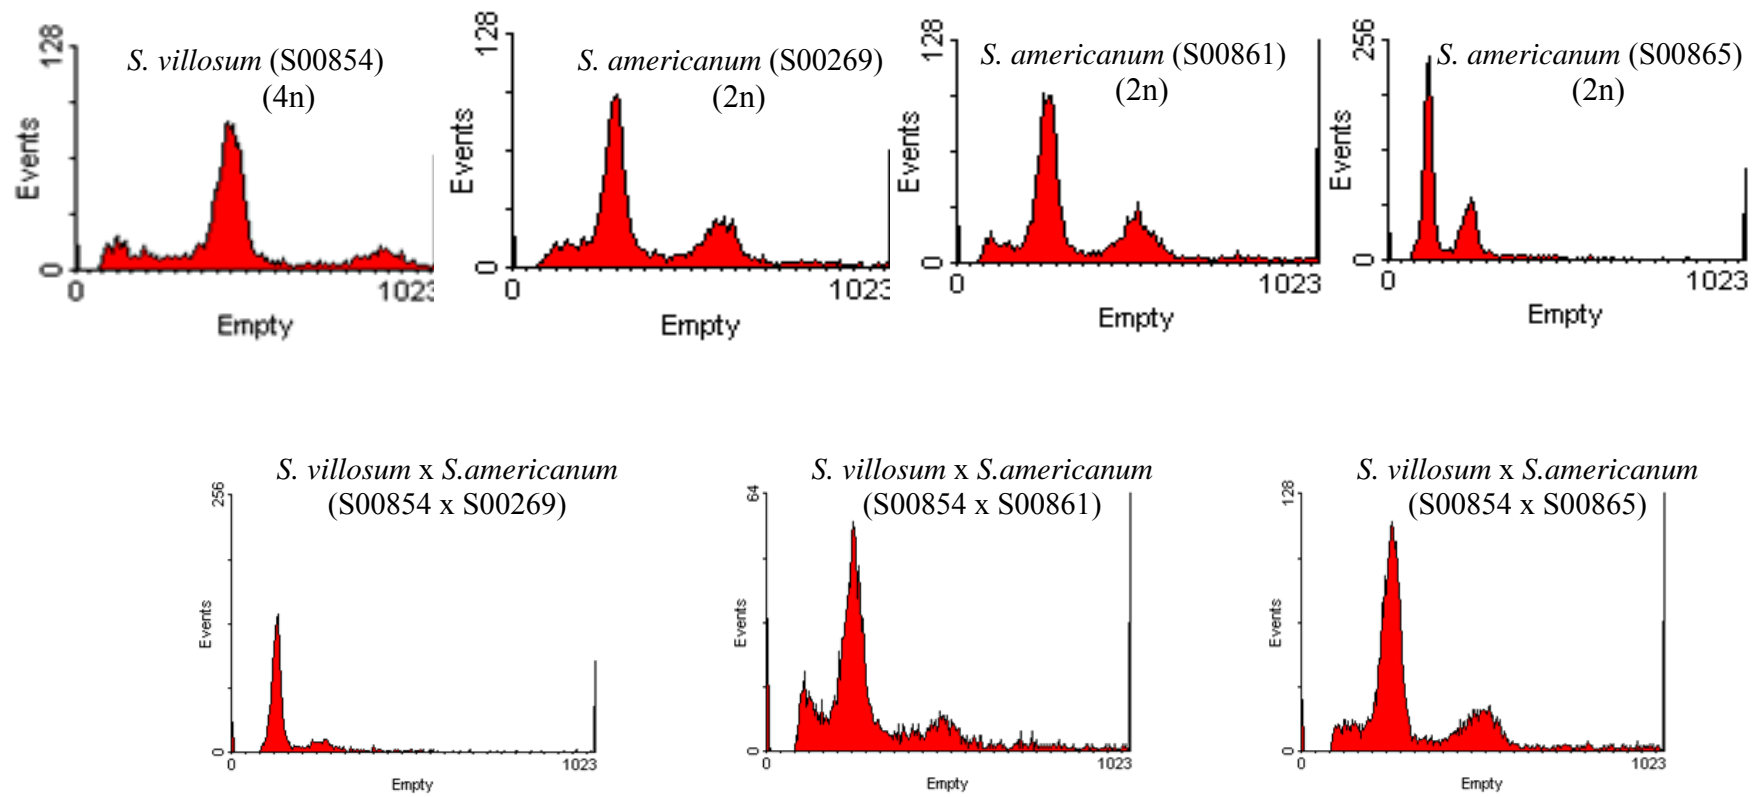 S. villosum (S00854)
(4n)
128
Events
0
0
1023
Empty
S. americanum (S00269)
(2n)
128
Events
0
0
1023
Empty
S. americanum (S00861)
(2n)
128
Events
0
0
1023
Empty
S. americanum (S00865)
(2n)
256
Events
0
0
1023
Empty
S. villosum x S.americanum
(S00854 x S00269)
256
Events
0
0
1023
Empty
S. villosum x S.americanum
(S00854 x S00861)
64
Events
0
0
1023
Empty
S. villosum x S.americanum
(S00854 x S00865)
128
Events
0
0
1023
Empty